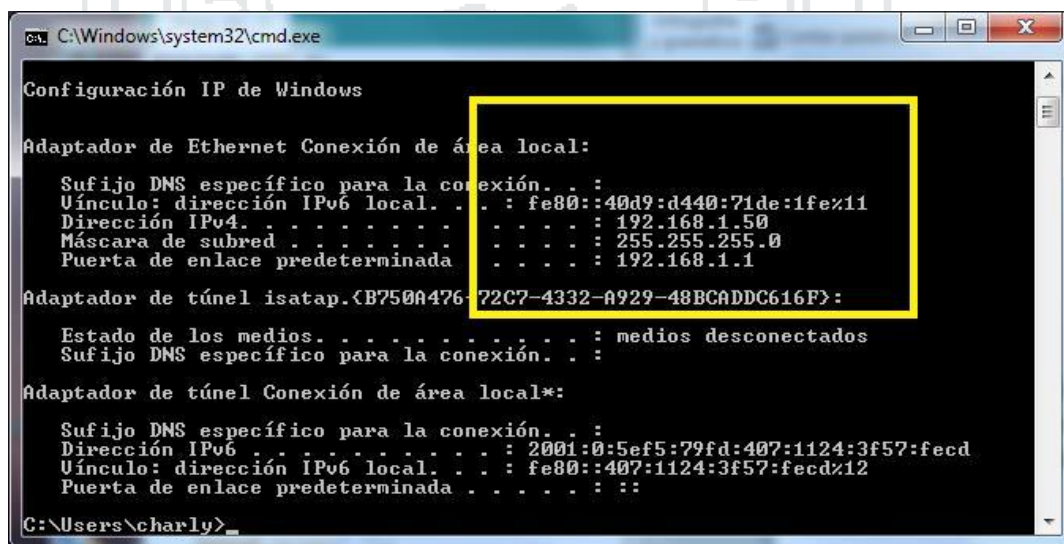 C:\Windows\system32\cmd.exe
Configuración IP de Windows
Adaptador de Ethernet Conexión de área local:
Sufijo DNS específico para la conexión. . :
Vínculo: dirección IPv6 local. . . : fe80::40d9:d440:71de:1fe%11
Dirección IPv4. . . . . . . . . . . . . . : 192.168.1.50
Máscara de subred . . . . . . . . . . . . : 255.255.255.0
Puerta de enlace predeterminada . . . . . : 192.168.1.1
Adaptador de túnel isatap.{B750A476-72C7-4332-A929-48BCADDC616F}:
Estado de los medios. . . . . . . . . . . : medios desconectados
Sufijo DNS específico para la conexión. . :
Adaptador de túnel Conexión de área local*:
Sufijo DNS específico para la conexión. . :
Dirección IPv6 . . . . . . . . . . : 2001:0:5ef5:79fd:407:1124:3f57:fecd
Vínculo: dirección IPv6 local. . . : fe80::407:1124:3f57:fecd%12
Puerta de enlace predeterminada . . . . . : ::
C:\Users\charly>_